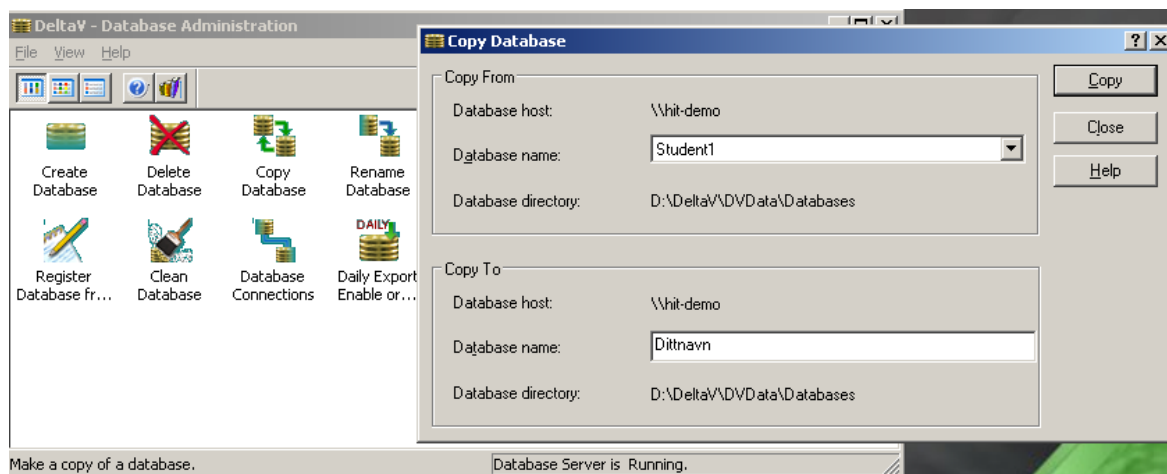 DeltaV - Database Administration
File View Help
Create Database
Delete Database
Copy Database
Rename Database
Register Database fr...
Clean Database
Database Connections
DAILY
Daily Export Enable or...
Make a copy of a database.
Database Server is Running.
Copy Database
Copy From
Database host: \\hit-demo
Database name: Student1
Database directory: D:\DeltaV\DVData\Databases
Copy To
Database host: \\hit-demo
Database name: Dittnavn
Database directory: D:\DeltaV\DVData\Databases
Copy
Close
Help